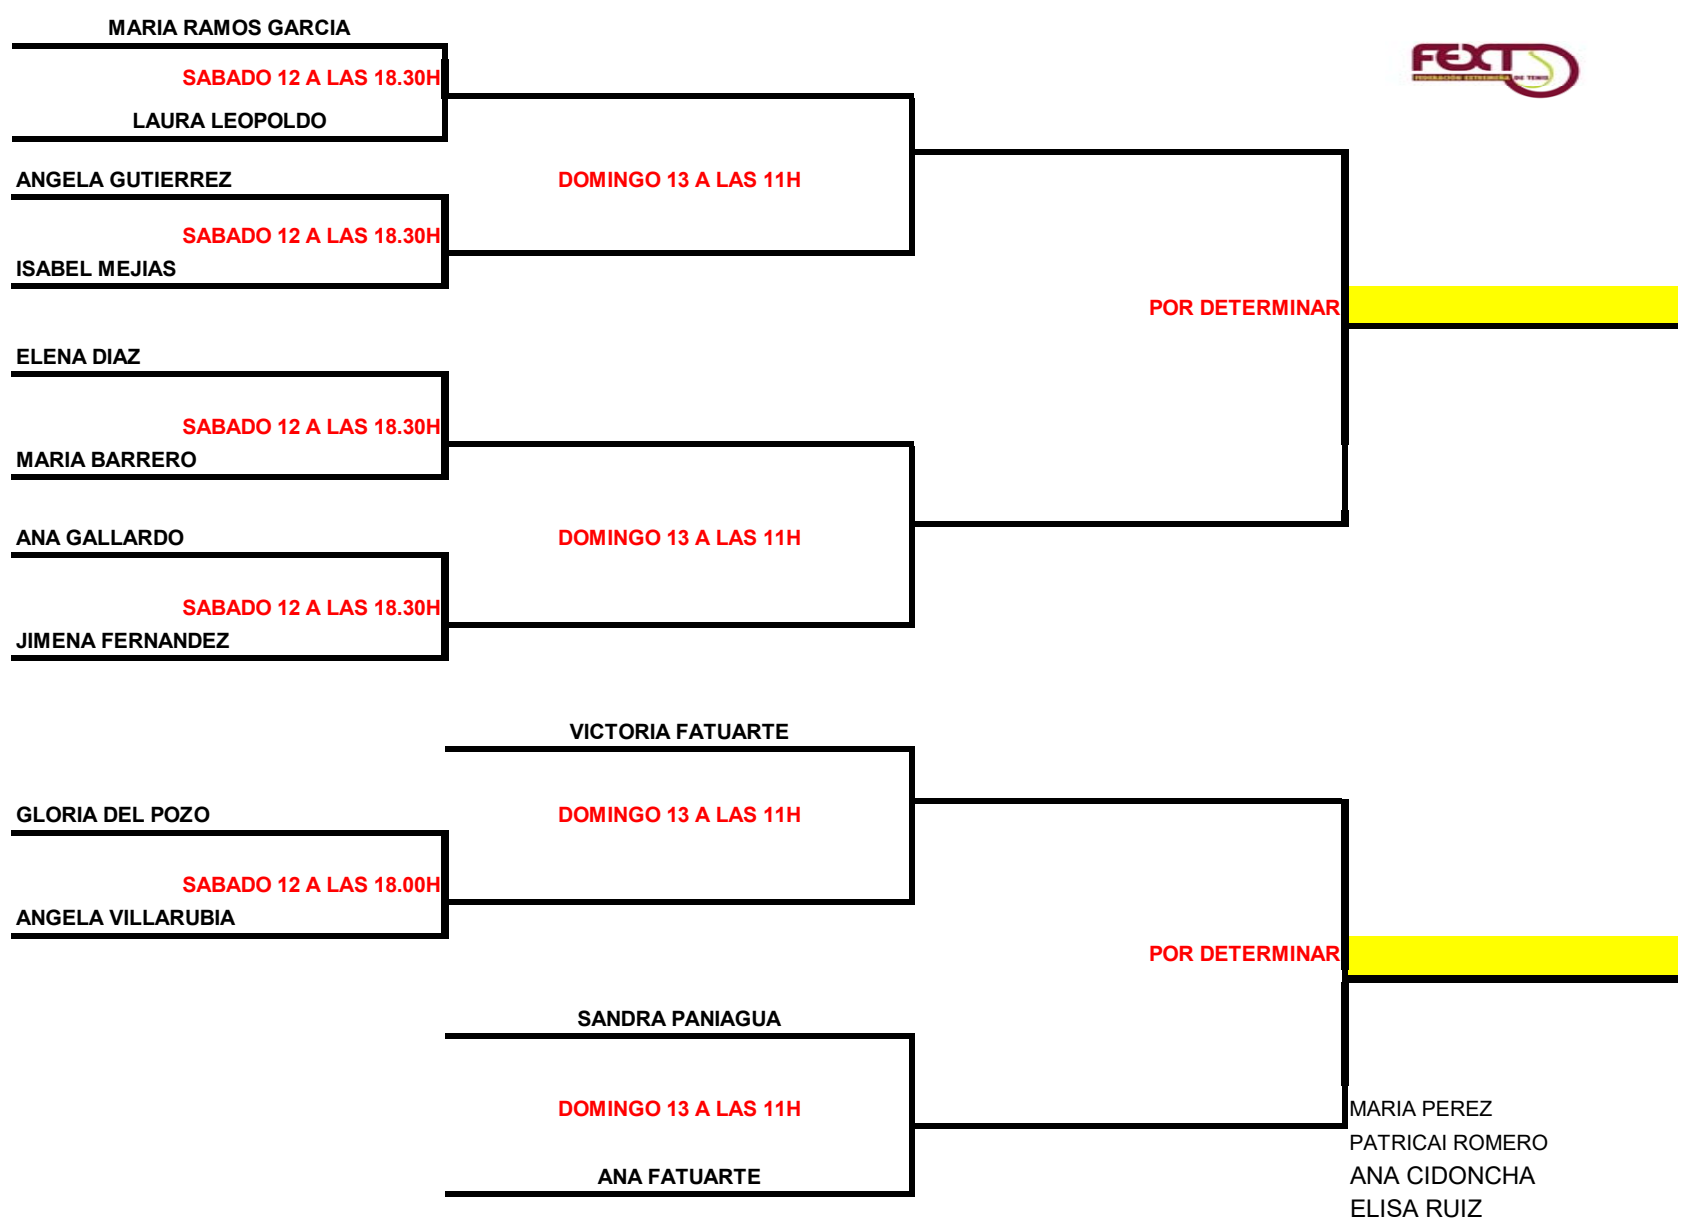 MARIA RAMOS GARCIA
FEXT
FEDERACIÓN EXTREMEÑA DE TENIS
SABADO 12 A LAS 18.30H
LAURA LEOPOLDO
ANGELA GUTIERREZ
DOMINGO 13 A LAS 11H
SABADO 12 A LAS 18.30H
ISABEL MEJIAS
POR DETERMINAR
ELENA DIAZ
SABADO 12 A LAS 18.30H
MARIA BARRERO
ANA GALLARDO
DOMINGO 13 A LAS 11H
SABADO 12 A LAS 18.30H
JIMENA FERNANDEZ
VICTORIA FATUARTE
GLORIA DEL POZO
DOMINGO 13 A LAS 11H
SABADO 12 A LAS 18.00H
ANGELA VILLARUBIA
POR DETERMINAR
SANDRA PANIAGUA
DOMINGO 13 A LAS 11H
MARIA PEREZ
PATRICAI ROMERO
ANA FATUARTE
ANA CIDONCHA
ELISA RUIZ